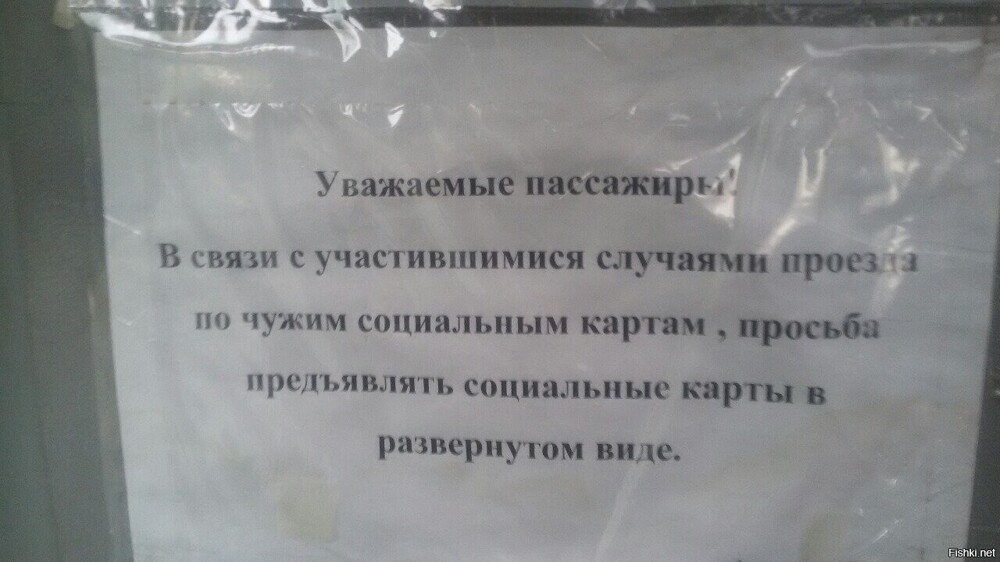 Уважаемые пассажиры!
В связи с участившимися случаями проезда
по чужим социальным картам , просьба
предъявлять социальные карты в
развернутом виде.
Fishki.net